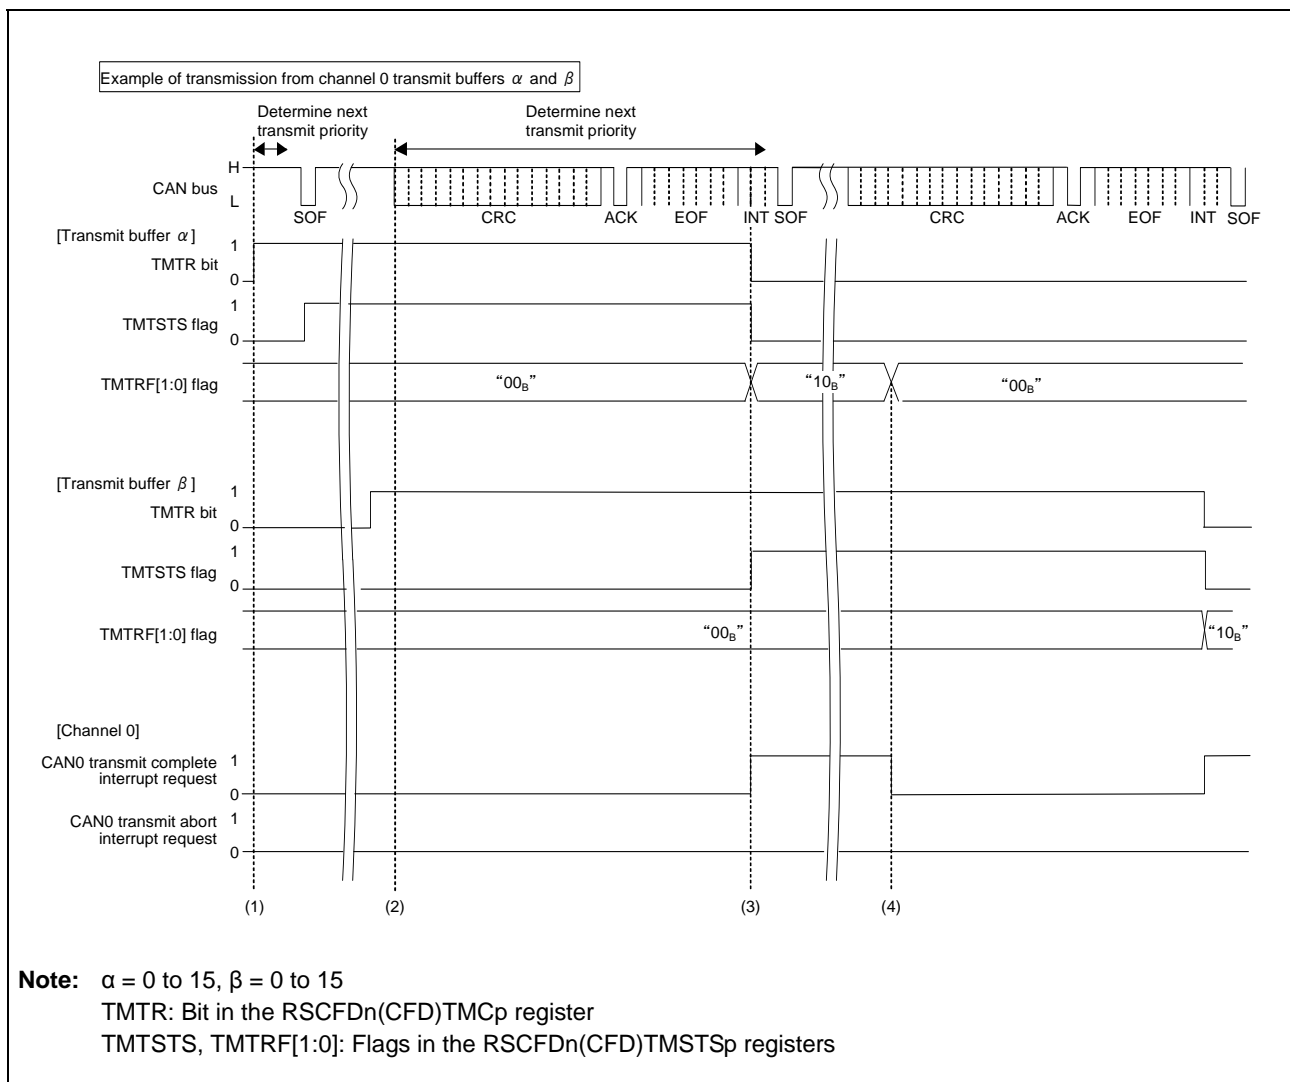 Example of transmission from channel 0 transmit buffers α and β
Determine next
transmit priority
Determine next
transmit priority
H
CAN bus
L
SOF
CRC
ACK
EOF
INT
SOF
CRC
ACK
EOF
INT
SOF
[Transmit buffer α]
1
TMTR bit
0
1
TMTSTS flag
0
TMTRF[1:0] flag
“00B”
“10B”
“00B”
[Transmit buffer β]
1
TMTR bit
0
1
TMTSTS flag
0
TMTRF[1:0] flag
“00B”
“10B”
[Channel 0]
CAN0 transmit complete
interrupt request
1
0
CAN0 transmit abort
interrupt request
1
0
(1)
(2)
(3)
(4)
Note: α = 0 to 15, β = 0 to 15
TMTR: Bit in the RSCFDn(CFD)TMCp register
TMTSTS, TMTRF[1:0]: Flags in the RSCFDn(CFD)TMSTSp registers